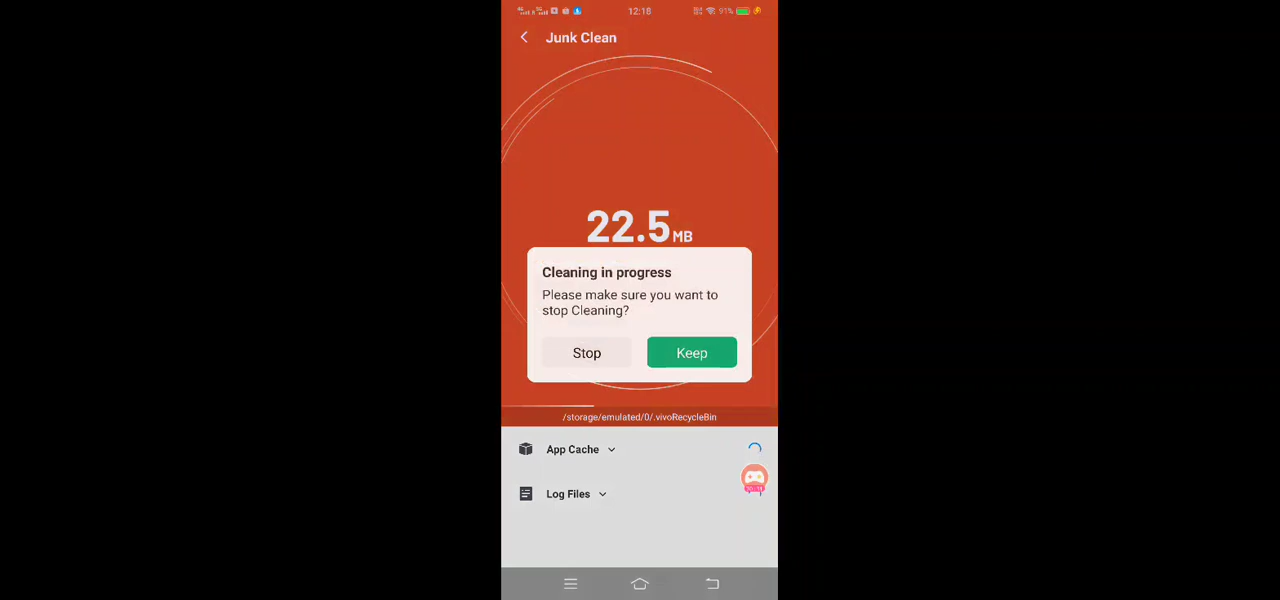 12:18
91%
Junk Clean
22.5 MB
Cleaning in progress
Please make sure you want to
stop Cleaning?
Stop
Keep
/storage/emulated/0/.vivoRecycleBin
App Cache
Log Files